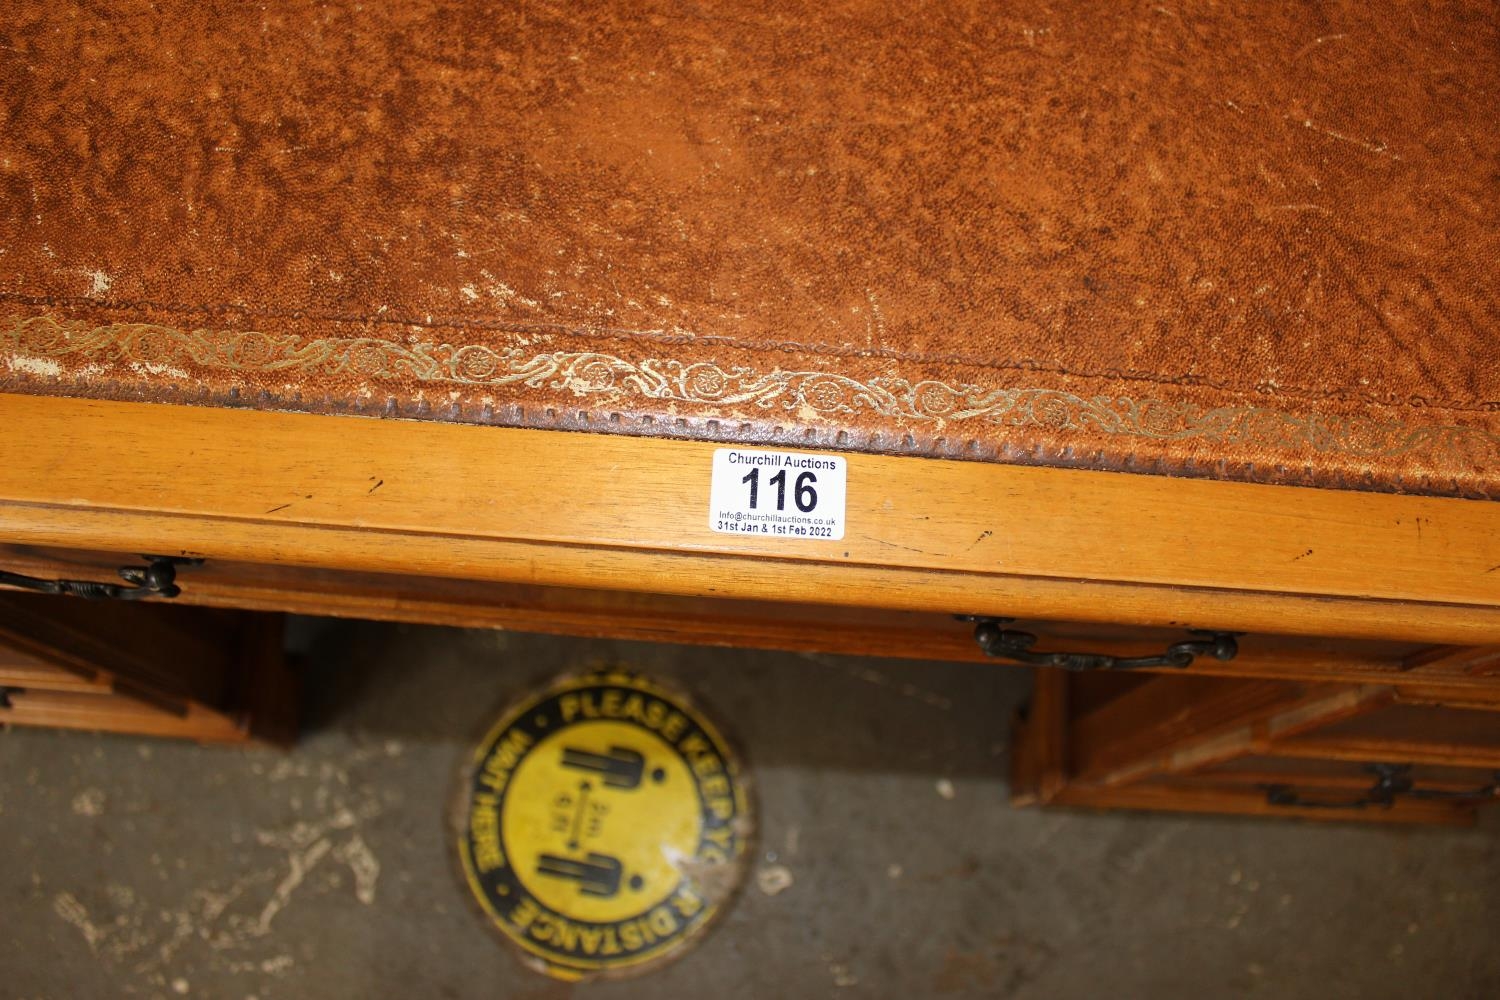 Churchill Auctions
116
Info@churchillauctions.co.uk
31st Jan & 1st Feb 2022
PLEASE KEEP YOUR DISTANCE
WAIT HERE
2m
6ft